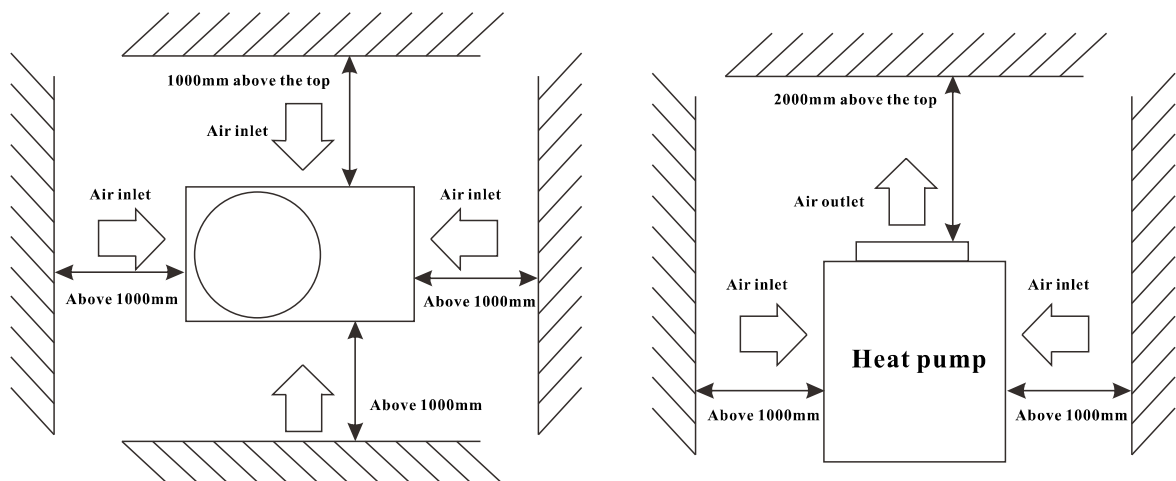 1000mm above the top
Air inlet
Air inlet
Air inlet
Above 1000mm
Above 1000mm
Above 1000mm
2000mm above the top
Air outlet
Air inlet
Air inlet
Heat pump
Above 1000mm
Above 1000mm